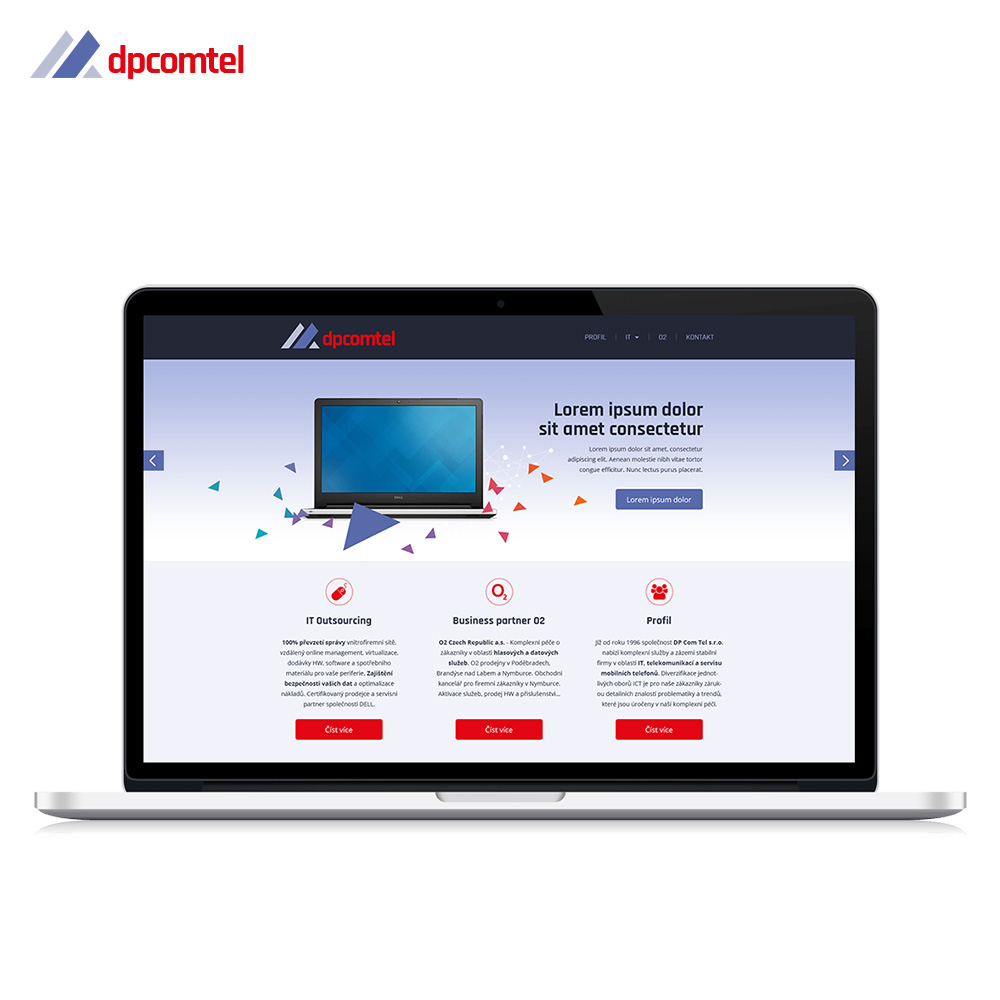 dpcomtel
dpcomtel
PROFIL | IT | O2 | KONTAKT
Lorem ipsum dolor
sit amet consectetur
Lorem ipsum dolor sit amet, consectetur
adipiscing elit. Aenean molestie nibh vitae tortor
congue efficitur. Nunc lectus purus placerat.
Lorem ipsum dolor
DELL
O2
IT Outsourcing
100% převzetí správy vnitrofiremní sítě,
vzdálený online management, virtualizace,
dodávky HW, software a spotřebního
materiálu pro vaše periferie. Zajištění
bezpečnosti vašich dat a optimalizace
nákladů. Certifikovaný prodejce a servisní
partner společnosti DELL.
Číst více
Business partner O2
O2 Czech Republic a.s. - Komplexní péče o
zákazníky v oblasti hlasových a datových
služeb. O2 prodejny v Poděbradech,
Brandýse nad Labem a Nymburce. Obchodní
kancelář pro firemní zákazníky v Nymburce.
Aktivace služeb, prodej HW a příslušenství...
Číst více
Profil
Již od roku 1996 společnost DP Com Tel s.r.o.
nabízí komplexní služby a zázemí stabilní
firmy v oblasti IT, telekomunikací a servisu
mobilních telefonů. Diverzifikace jednot-
livých oborů ICT je pro naše zákazníky záruk-
ou detailních znalostí problematiky a trendů,
které jsou úročeny v naší komplexní péči.
Číst více